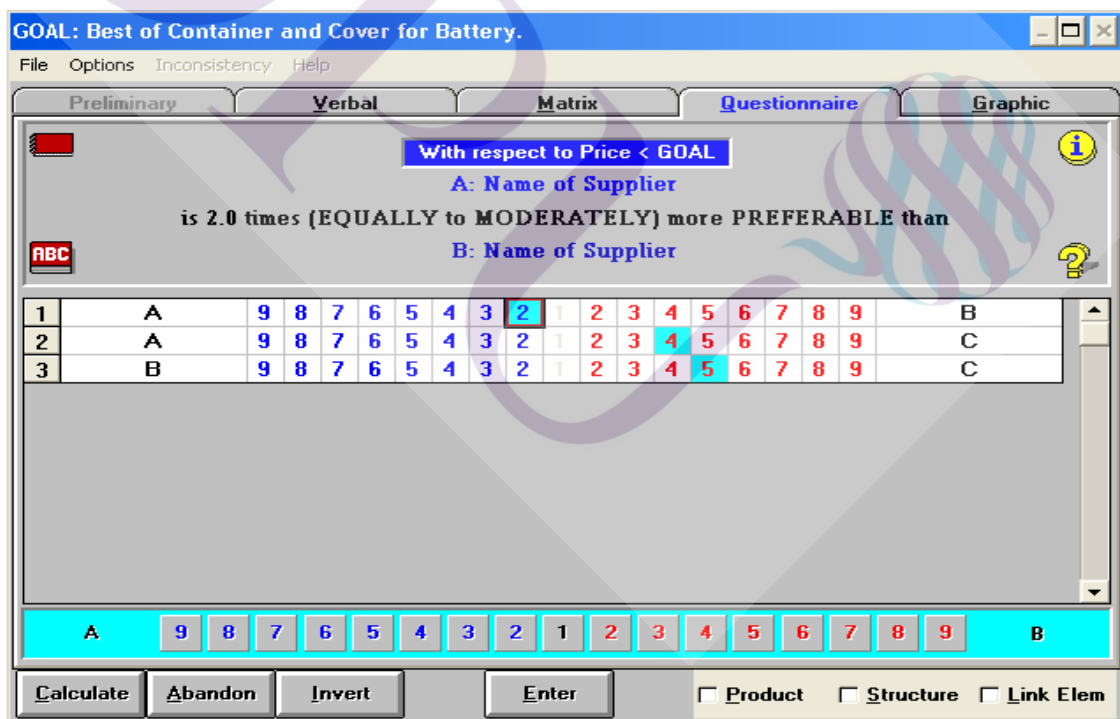 GOAL: Best of Container and Cover for Battery.
File Options Inconsistency Help
Preliminary Verbal Matrix Questionnaire Graphic
With respect to Price < GOAL
A: Name of Supplier
is 2.0 times (EQUALLY to MODERATELY) more PREFERABLE than
ABC B: Name of Supplier
1 A 9 8 7 6 5 4 3 2 1 2 3 4 5 6 7 8 9 B
2 A 9 8 7 6 5 4 3 2 1 2 3 4 5 6 7 8 9 C
3 B 9 8 7 6 5 4 3 2 1 2 3 4 5 6 7 8 9 C
A 9 8 7 6 5 4 3 2 1 2 3 4 5 6 7 8 9 B
Calculate Abandon Invert Enter Product Structure Link Elem